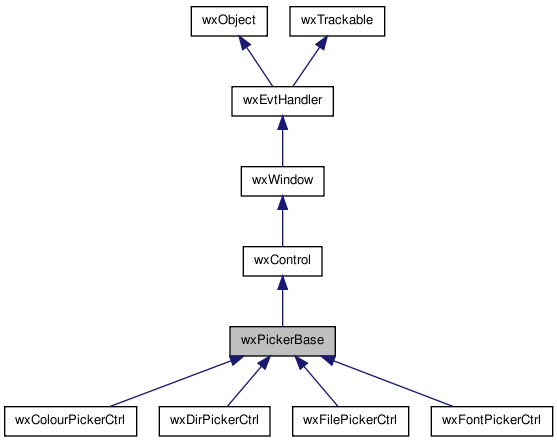 wxObject
wxTrackable
wxEvtHandler
wxWindow
wxControl
wxPickerBase
wxColourPickerCtrl
wxDirPickerCtrl
wxFilePickerCtrl
wxFontPickerCtrl